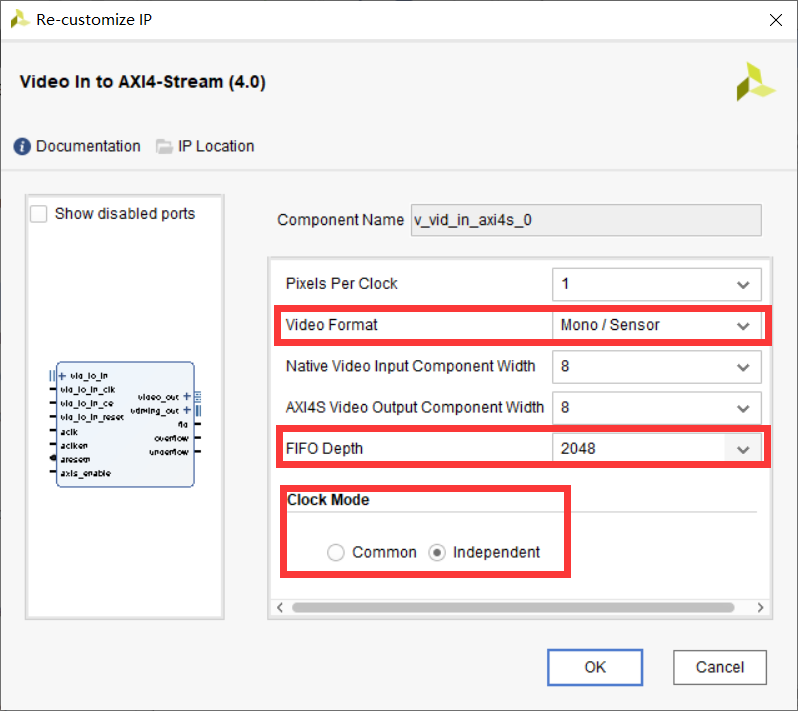 Re-customize IP
Video In to AXI4-Stream (4.0)
Documentation IP Location
Show disabled ports
Component Name v_vid_in_axi4s_0
Pixels Per Clock 1
Video Format Mono / Sensor
Native Video Input Component Width 8
AXI4S Video Output Component Width 8
FIFO Depth 2048
Clock Mode
Common Independent
vid_io_in
vid_io_in_clk
vid_io_in_ce
vid_io_in_reset
aclk
aclken
aresetn
axis_enable
video_out
vtiming_out
fid
overflow
underflow
OK Cancel